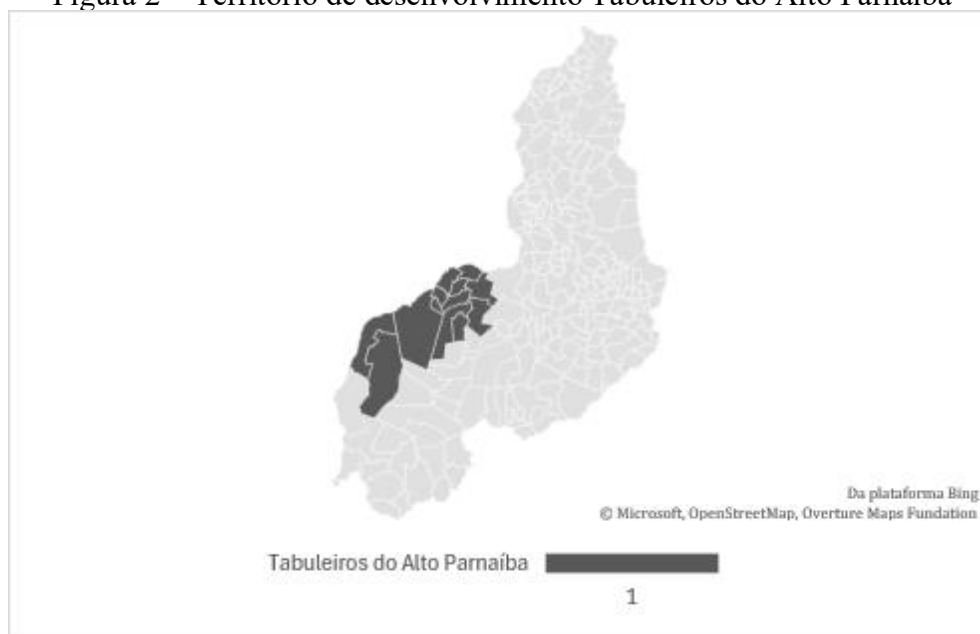 Figura 2 – Território de desenvolvimento Tabuleiros do Alto Parnaíba
Da plataforma Bing
© Microsoft, OpenStreetMap, Overture Maps Fundation
Tabuleiros do Alto Parnaíba
1